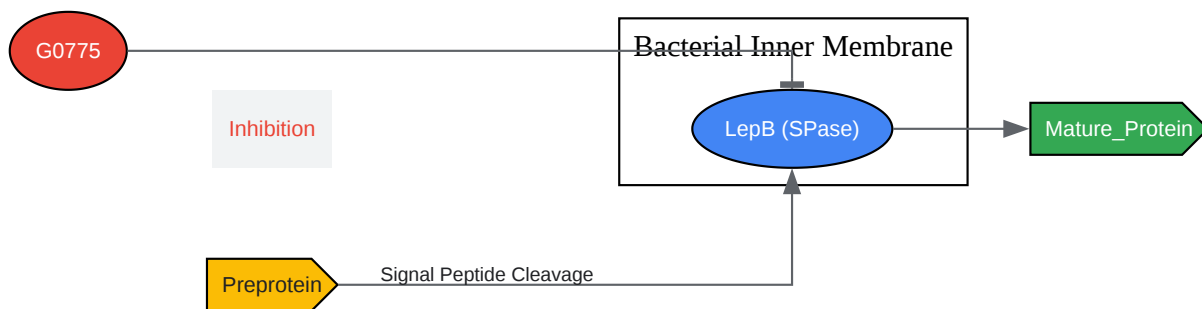 G0775
Bacterial Inner Membrane
Inhibition
LepB (SPase)
Mature_Protein
Signal Peptide Cleavage
Preprotein